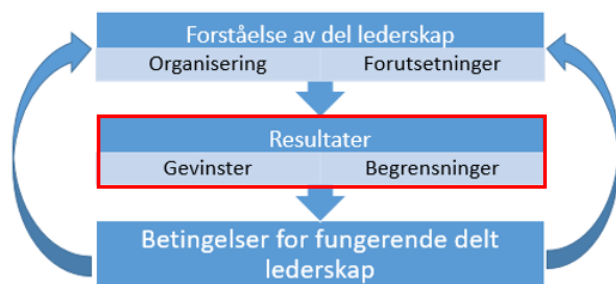 Forståelse av del lederskap
Organisering Forutsetninger
Resultater
Gevinster Begrensninger
Betingelser for fungerende delt
lederskap